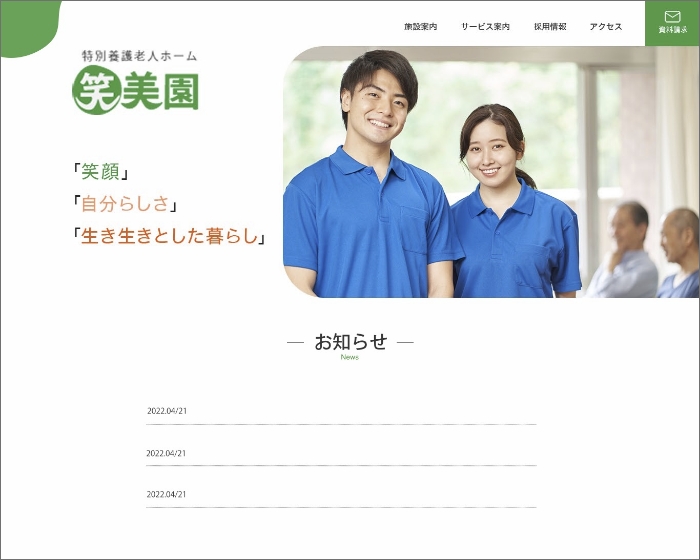 施設案内 サービス案内 採用情報 アクセス
資料請求
特別養護老人ホーム
笑美園
「笑顔」
「自分らしさ」
「生き生きとした暮らし」
お知らせ
News
2022.04/21
2022.04/21
2022.04/21